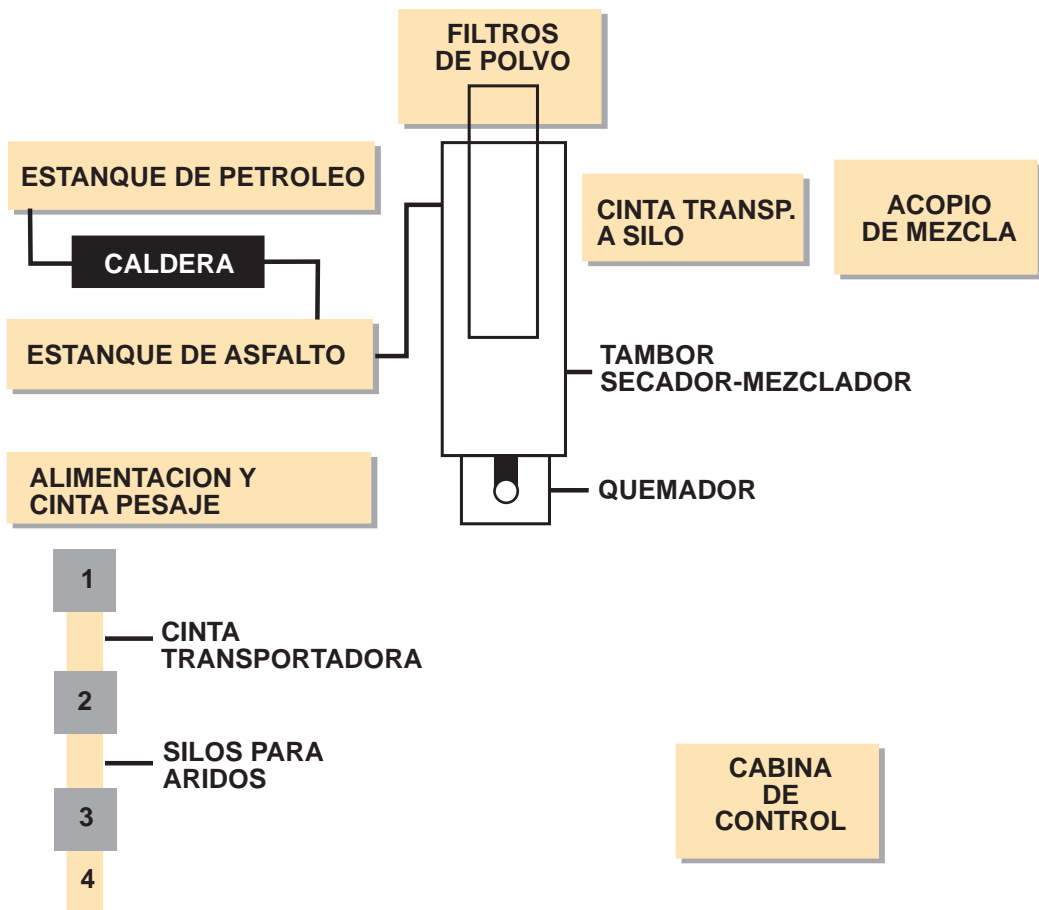 FILTROS
DE POLVO
ESTANQUE DE PETROLEO
CINTA TRANSP.
A SILO
ACOPIO
DE MEZCLA
CALDERA
ESTANQUE DE ASFALTO
TAMBOR
SECADOR-MEZCLADOR
ALIMENTACION Y
CINTA PESAJE
QUEMADOR
1
CINTA
TRANSPORTADORA
2
SILOS PARA
ARIDOS
CABINA
DE
CONTROL
3
4